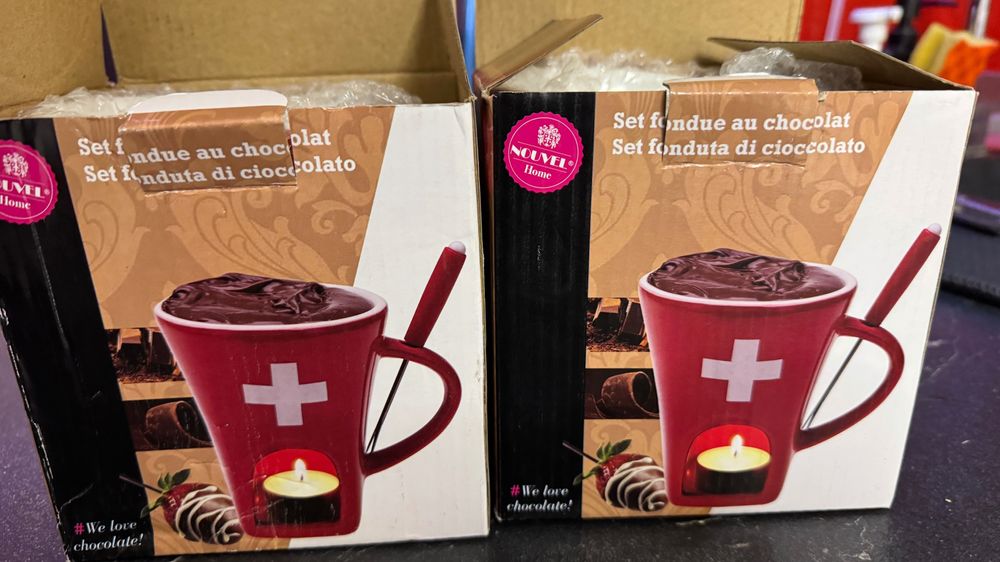 Set fondue au chocolat
Set fonduta di cioccolato
OUVEL®
Home
#We love
chocolate!
Set fondue au chocolat
Set fonduta di cioccolato
NOUVEL®
Home
#We love
chocolate!